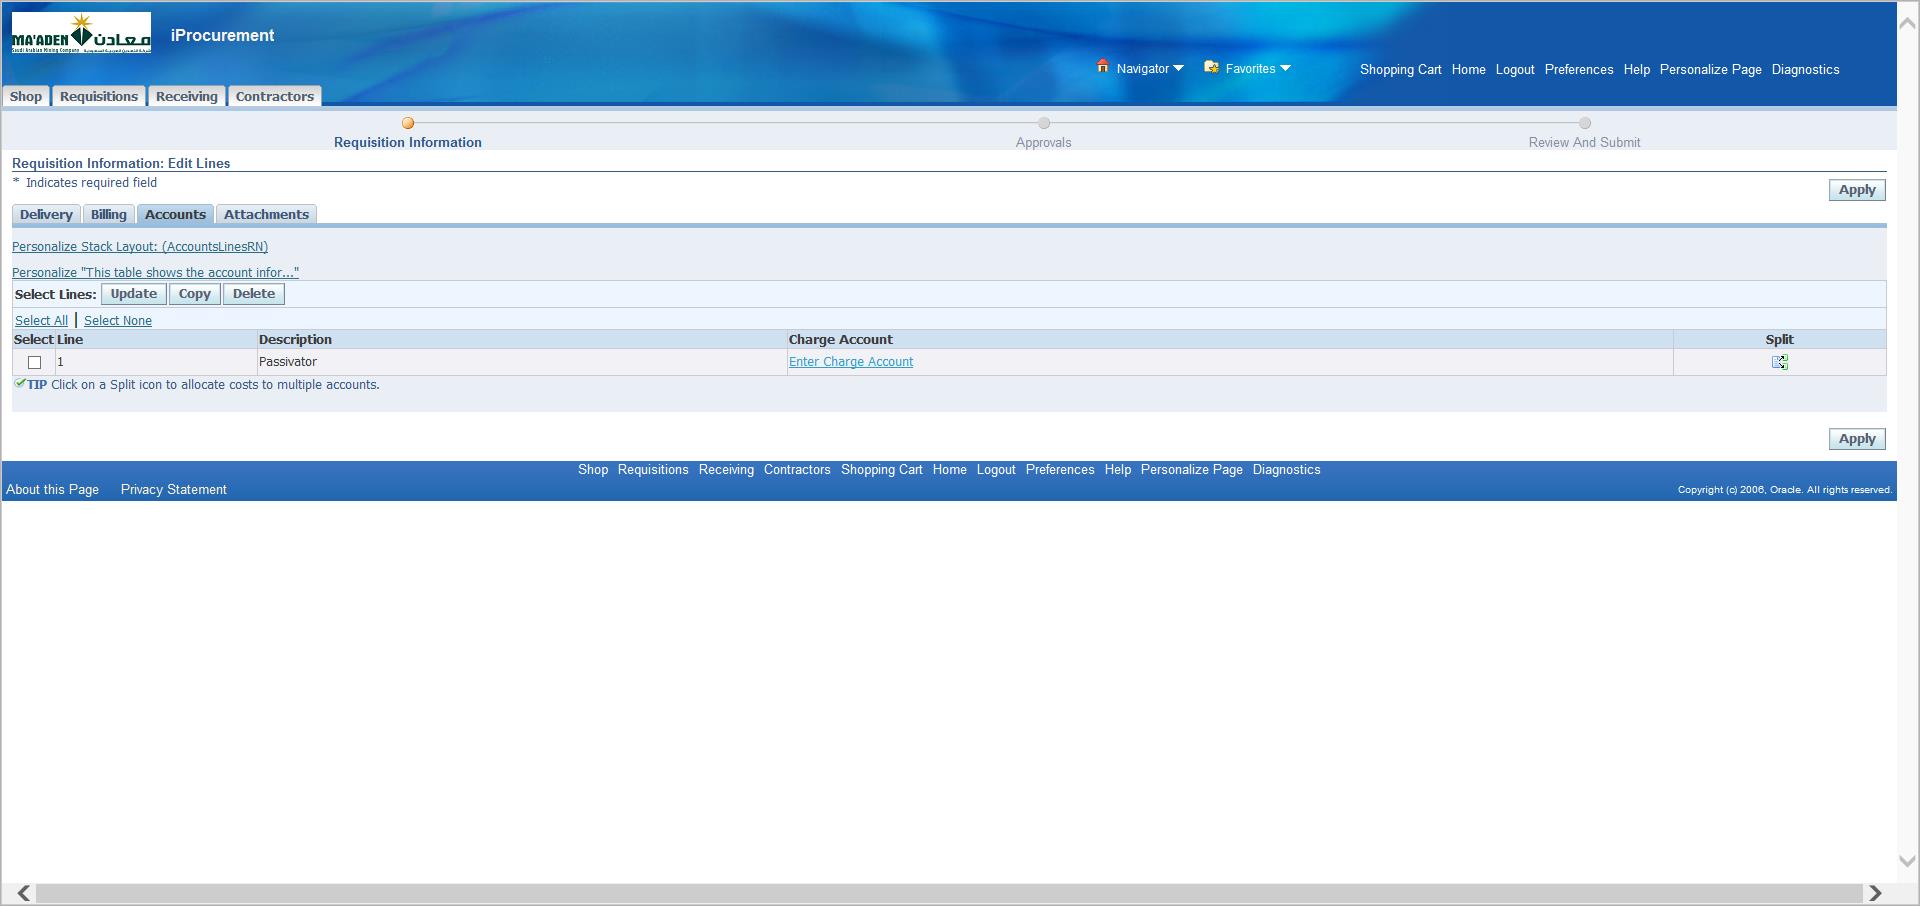 MA'ADEN معادن
Saudi Arabian Mining Company شركة التعدين العربية السعودية
iProcurement
Navigator Favorites Shopping Cart Home Logout Preferences Help Personalize Page Diagnostics
Shop Requisitions Receiving Contractors
Requisition Information Approvals Review And Submit
Requisition Information: Edit Lines
* Indicates required field
Apply
Delivery Billing Accounts Attachments
Personalize Stack Layout: (AccountsLinesRN)
Personalize "This table shows the account infor..."
Select Lines: Update Copy Delete
Select All | Select None
Select Line Description Charge Account Split
1 Passivator Enter Charge Account
TIP Click on a Split icon to allocate costs to multiple accounts.
Apply
Shop Requisitions Receiving Contractors Shopping Cart Home Logout Preferences Help Personalize Page Diagnostics
About this Page Privacy Statement Copyright (c) 2006, Oracle. All rights reserved.